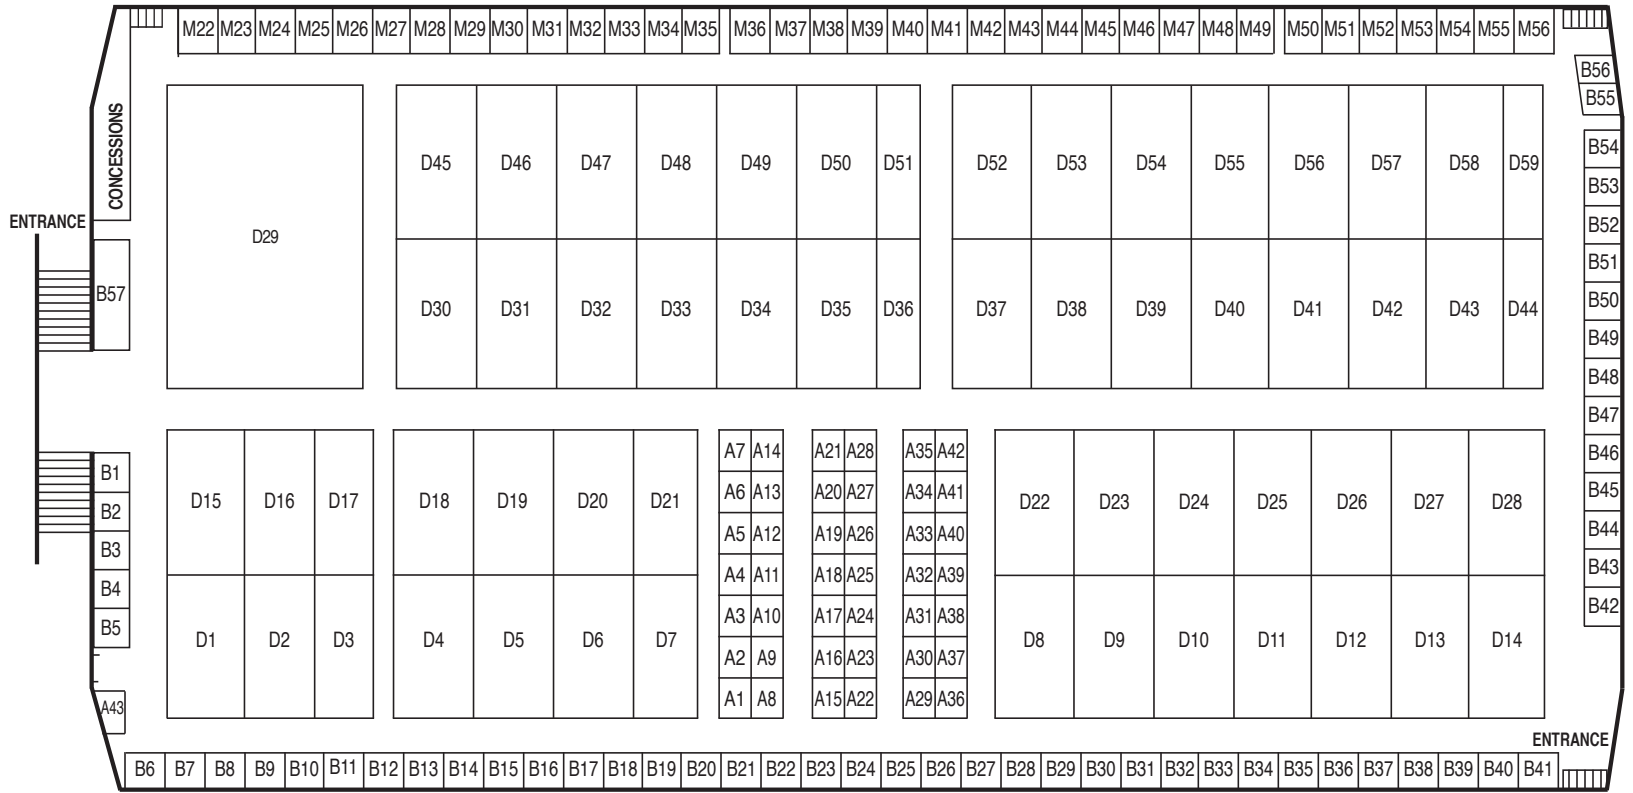 M22 M23 M24 M25 M26 M27 M28 M29 M30 M31 M32 M33 M34 M35 M36 M37 M38 M39 M40 M41 M42 M43 M44 M45 M46 M47 M48 M49 M50 M51 M52 M53 M54 M55 M56
B56
B55
CONCESSIONS
D45 D46 D47 D48 D49 D50 D51 D52 D53 D54 D55 D56 D57 D58 D59
B54
B53
B52
B51
B50
B49
B48
B47
B46
B45
B44
B43
B42
ENTRANCE
D29
B57
D30 D31 D32 D33 D34 D35 D36 D37 D38 D39 D40 D41 D42 D43 D44
B1
B2
B3
B4
B5
A43
D15 D16 D17 D18 D19 D20 D21
D1 D2 D3 D4 D5 D6 D7
A7 A14 A21 A28 A35 A42
A6 A13 A20 A27 A34 A41
A5 A12 A19 A26 A33 A40
A4 A11 A18 A25 A32 A39
A3 A10 A17 A24 A31 A38
A2 A9 A16 A23 A30 A37
A1 A8 A15 A22 A29 A36
D22 D23 D24 D25 D26 D27 D28
D8 D9 D10 D11 D12 D13 D14
ENTRANCE
B6 B7 B8 B9 B10 B11 B12 B13 B14 B15 B16 B17 B18 B19 B20 B21 B22 B23 B24 B25 B26 B27 B28 B29 B30 B31 B32 B33 B34 B35 B36 B37 B38 B39 B40 B41